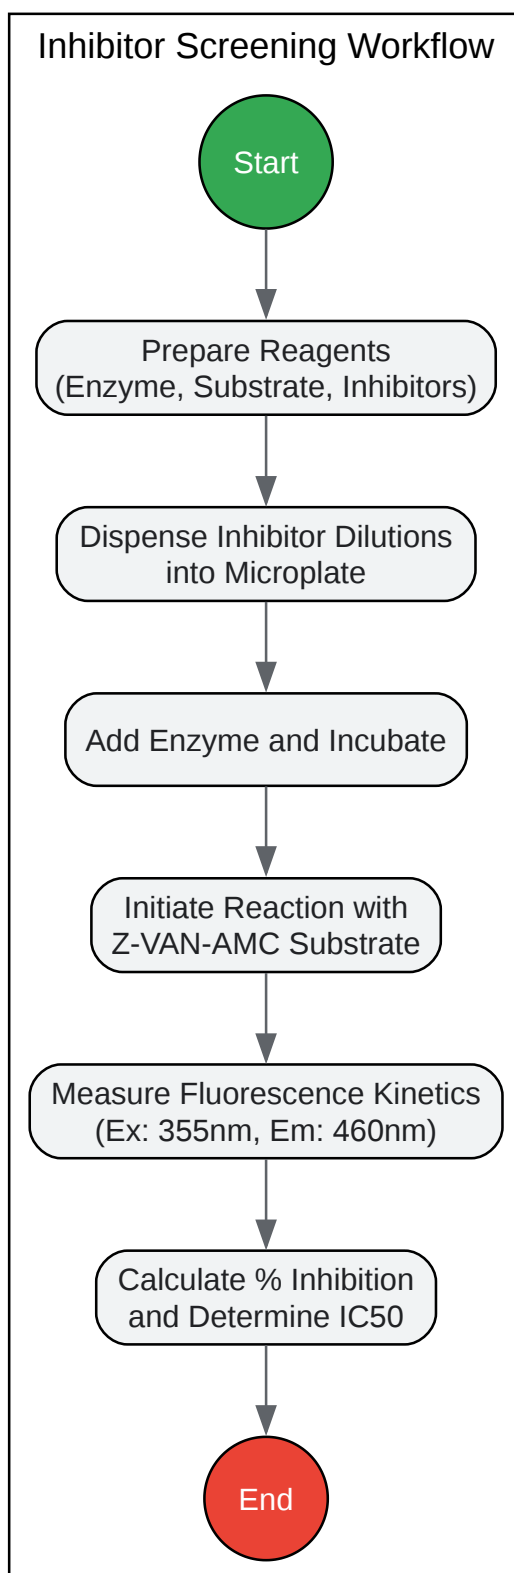 Inhibitor Screening Workflow
Start
Prepare Reagents
(Enzyme, Substrate, Inhibitors)
Dispense Inhibitor Dilutions
into Microplate
Add Enzyme and Incubate
Initiate Reaction with
Z-VAN-AMC Substrate
Measure Fluorescence Kinetics
(Ex: 355nm, Em: 460nm)
Calculate % Inhibition
and Determine IC50
End